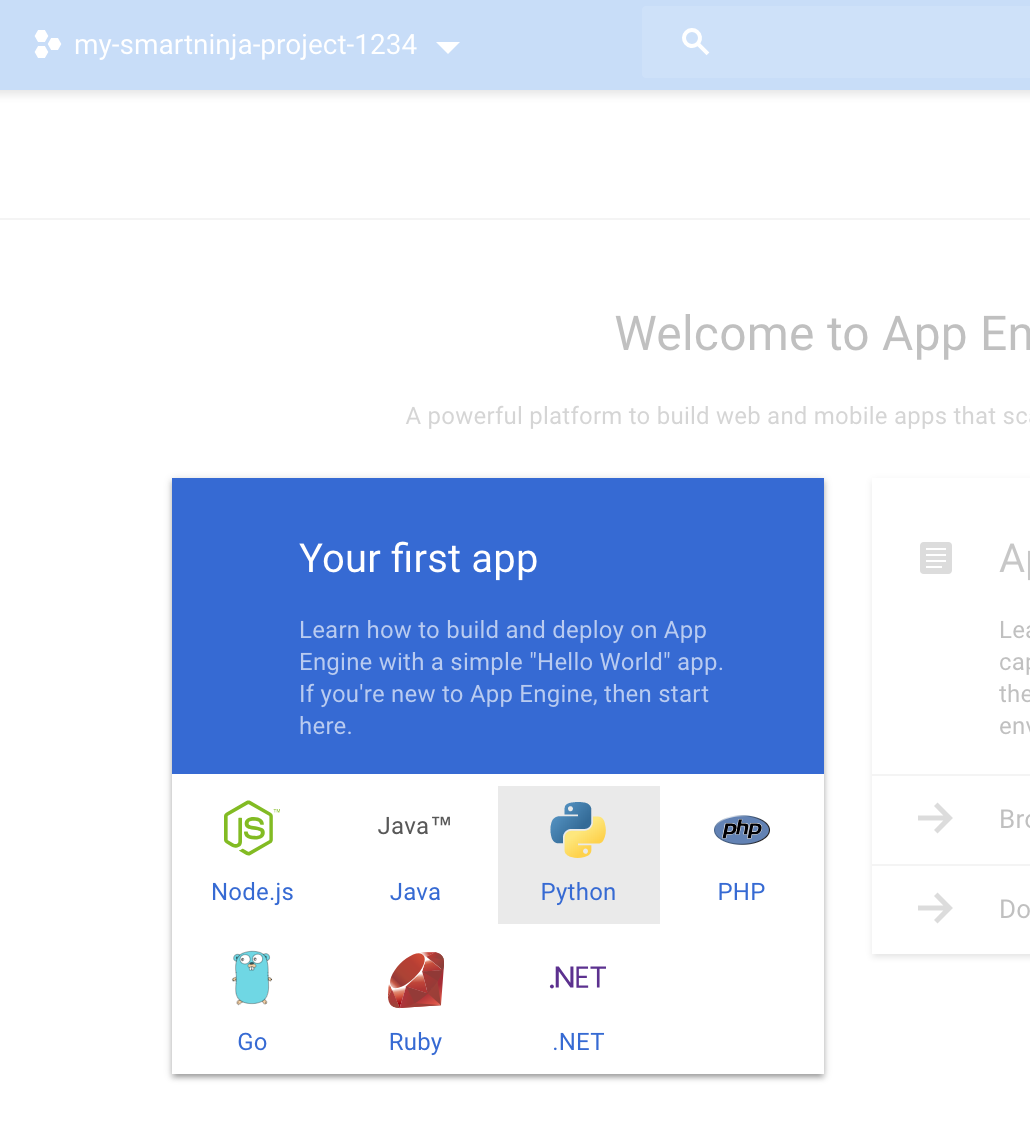 my-smartninja-project-1234
Welcome to App En
A powerful platform to build web and mobile apps that sc
Your first app
Learn how to build and deploy on App
Engine with a simple "Hello World" app.
If you're new to App Engine, then start
here.
JS™
Java™
php
Node.js
Java
Python
PHP
.NET
Go
Ruby
.NET
Ap
Lea
cap
the
env
Bro
Do